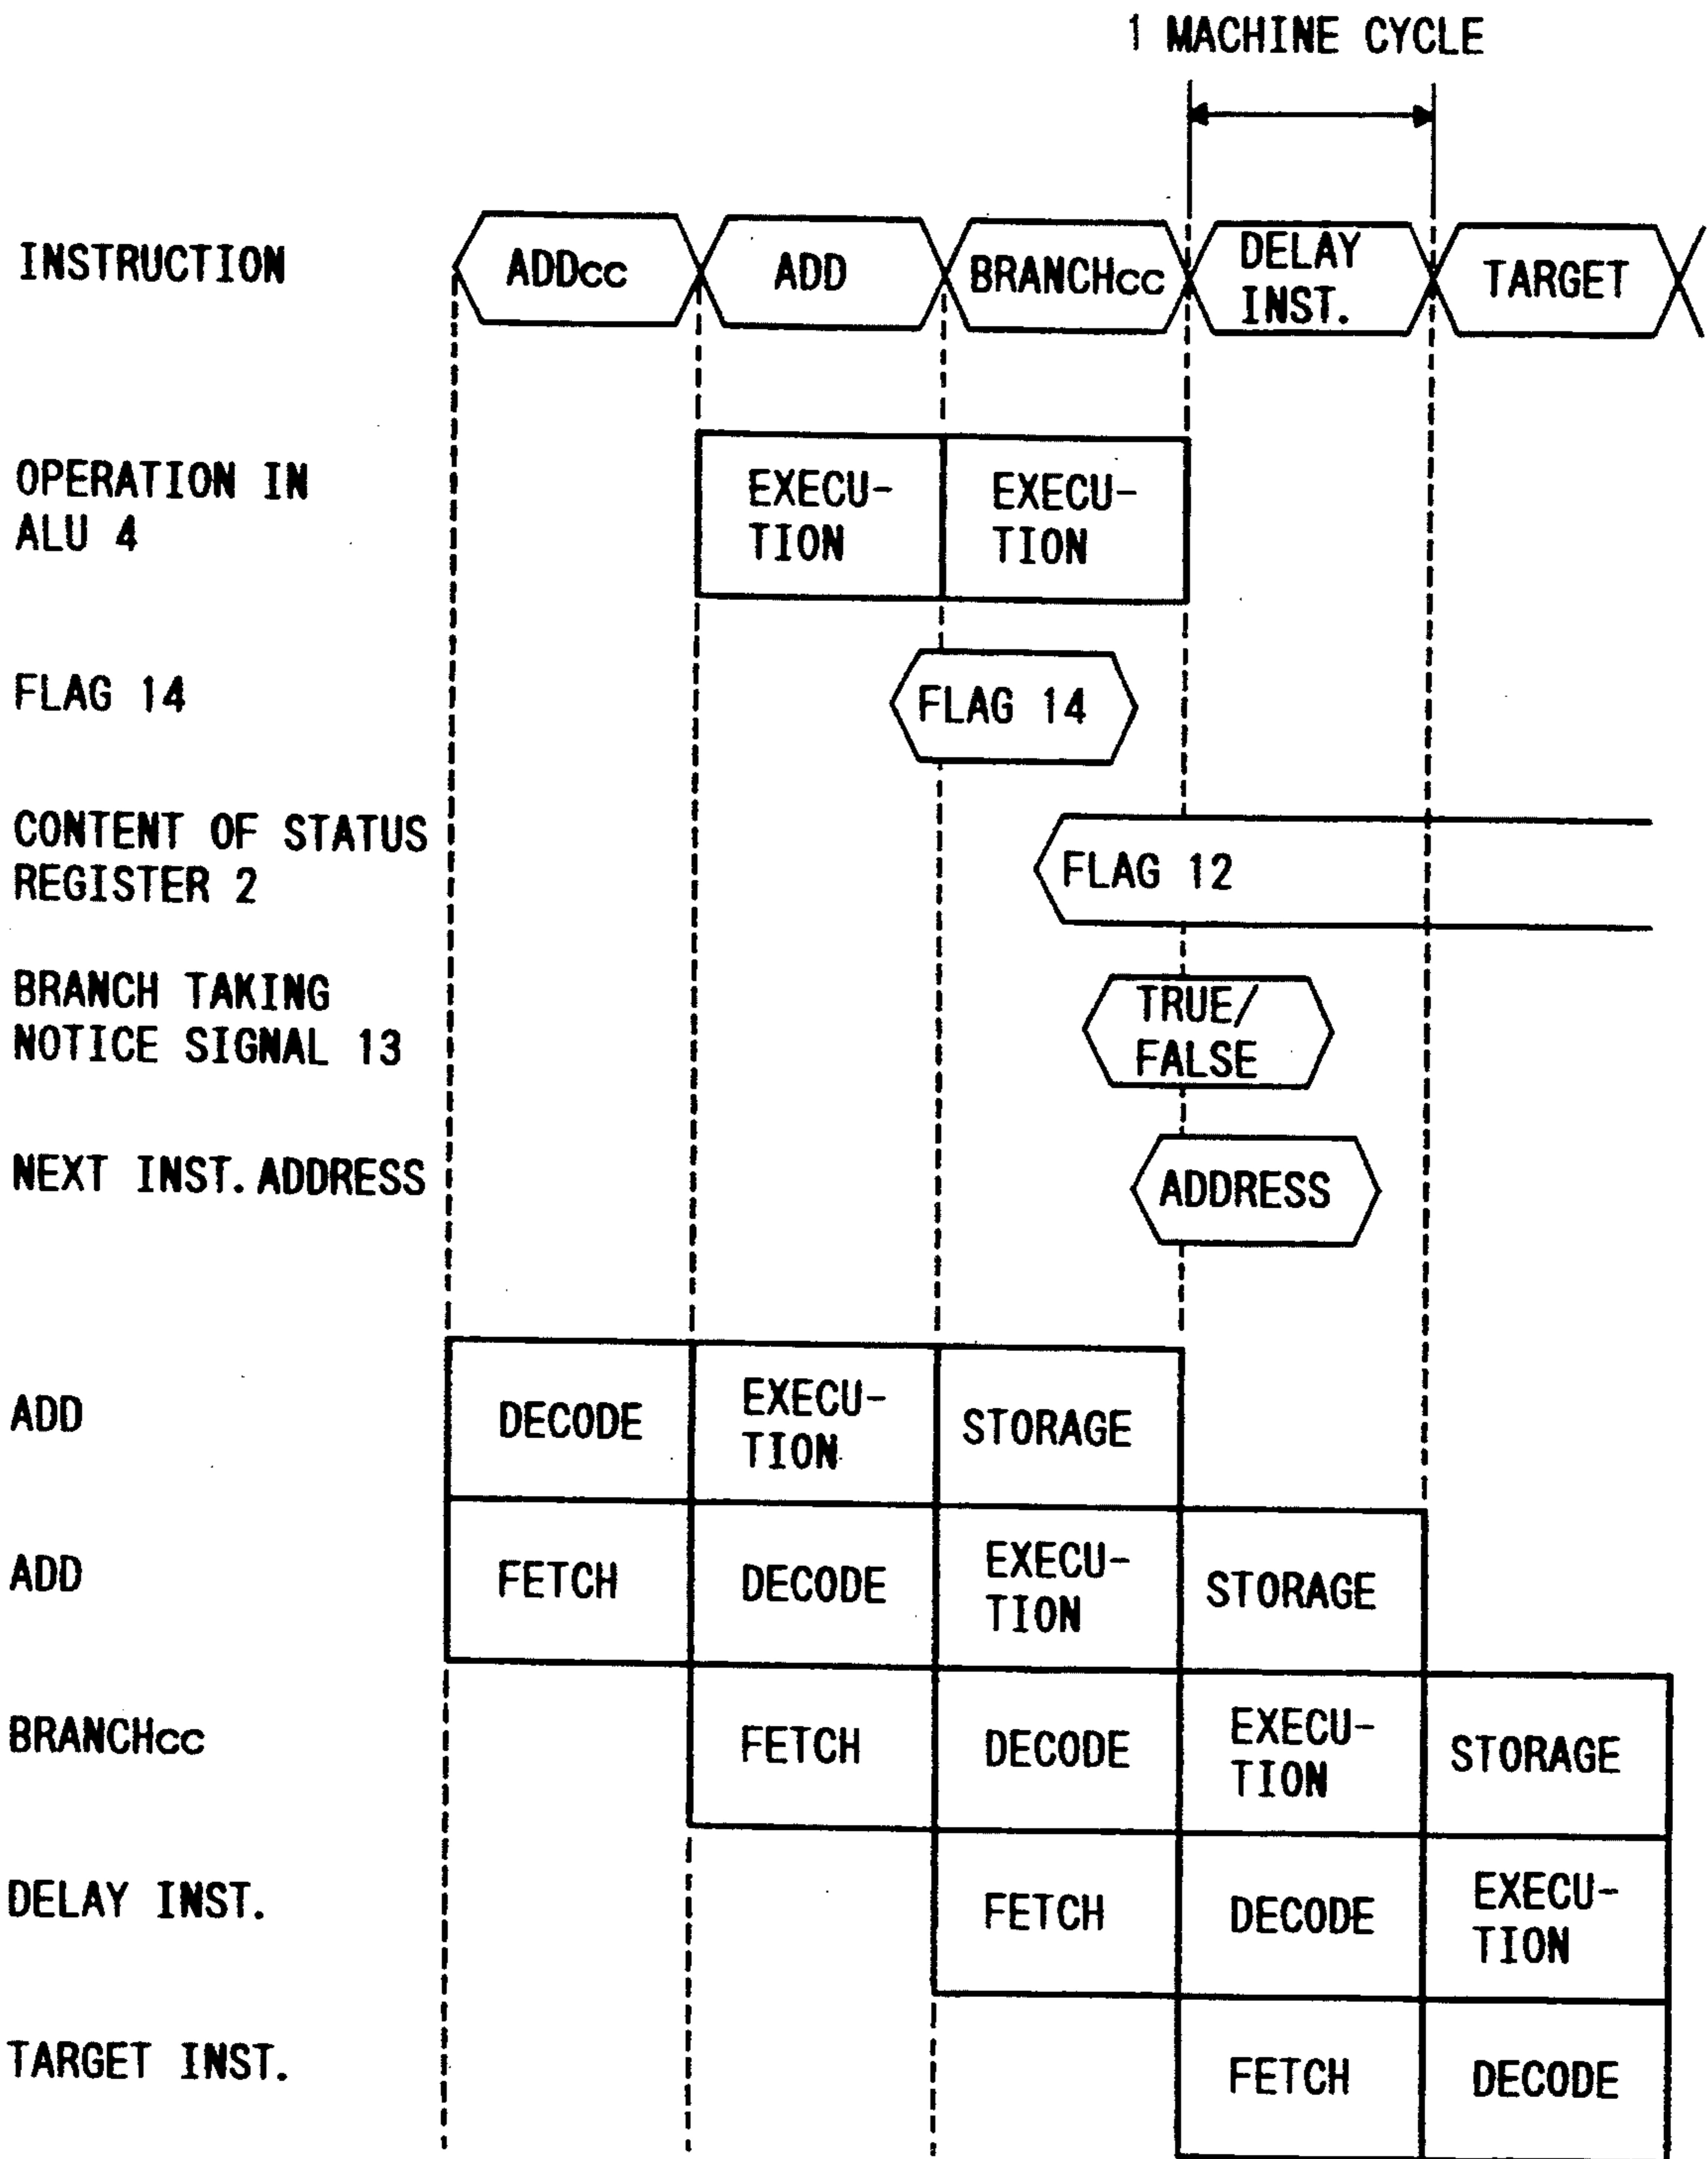 1 MACHINE CYCLE
INSTRUCTION
ADDcc
ADD
BRANCHcc
DELAY
INST.
TARGET
OPERATION IN
ALU 4
EXECU-
TION
EXECU-
TION
FLAG 14
FLAG 14
CONTENT OF STATUS
REGISTER 2
FLAG 12
BRANCH TAKING
NOTICE SIGNAL 13
TRUE/
FALSE
NEXT INST. ADDRESS
ADDRESS
ADD
DECODE
EXECU-
TION
STORAGE
ADD
FETCH
DECODE
EXECU-
TION
STORAGE
BRANCHcc
FETCH
DECODE
EXECU-
TION
STORAGE
DELAY INST.
FETCH
DECODE
EXECU-
TION
TARGET INST.
FETCH
DECODE